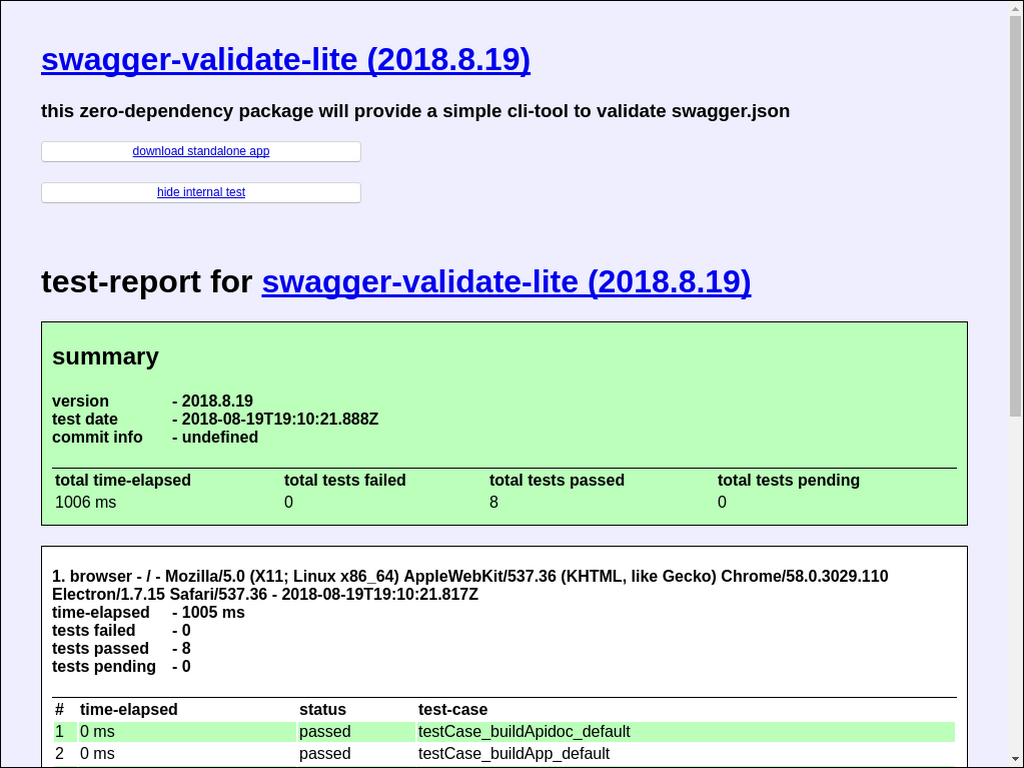 swagger-validate-lite (2018.8.19)
this zero-dependency package will provide a simple cli-tool to validate swagger.json
download standalone app
hide internal test
test-report for swagger-validate-lite (2018.8.19)
summary
version - 2018.8.19
test date - 2018-08-19T19:10:21.888Z
commit info - undefined
total time-elapsed total tests failed total tests passed total tests pending
1006 ms 0 8 0
1. browser - / - Mozilla/5.0 (X11; Linux x86_64) AppleWebKit/537.36 (KHTML, like Gecko) Chrome/58.0.3029.110
Electron/1.7.15 Safari/537.36 - 2018-08-19T19:10:21.817Z
time-elapsed - 1005 ms
tests failed - 0
tests passed - 8
tests pending - 0
# time-elapsed status test-case
1 0 ms passed testCase_buildApidoc_default
2 0 ms passed testCase_buildApp_default